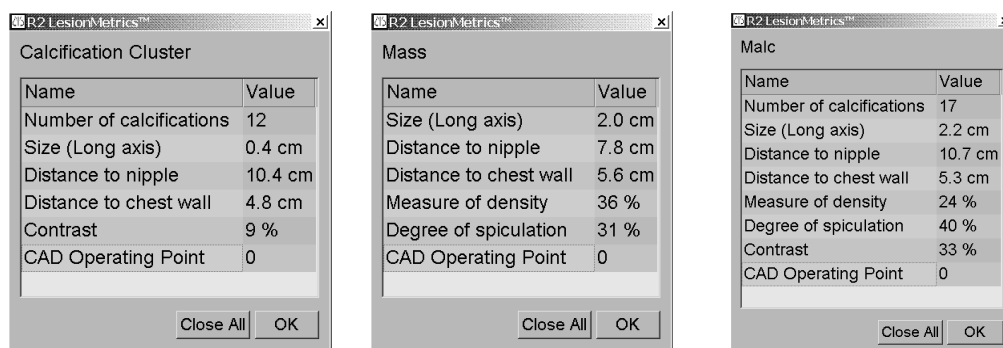 R2 LesionMetrics™
Calcification Cluster
Name Value
Number of calcifications 12
Size (Long axis) 0.4 cm
Distance to nipple 10.4 cm
Distance to chest wall 4.8 cm
Contrast 9 %
CAD Operating Point 0
Close All OK
R2 LesionMetrics™
Mass
Name Value
Size (Long axis) 2.0 cm
Distance to nipple 7.8 cm
Distance to chest wall 5.6 cm
Measure of density 36 %
Degree of spiculation 31 %
CAD Operating Point 0
Close All OK
R2 LesionMetrics™
Malc
Name Value
Number of calcifications 17
Size (Long axis) 2.2 cm
Distance to nipple 10.7 cm
Distance to chest wall 5.3 cm
Measure of density 24 %
Degree of spiculation 40 %
Contrast 33 %
CAD Operating Point 0
Close All OK